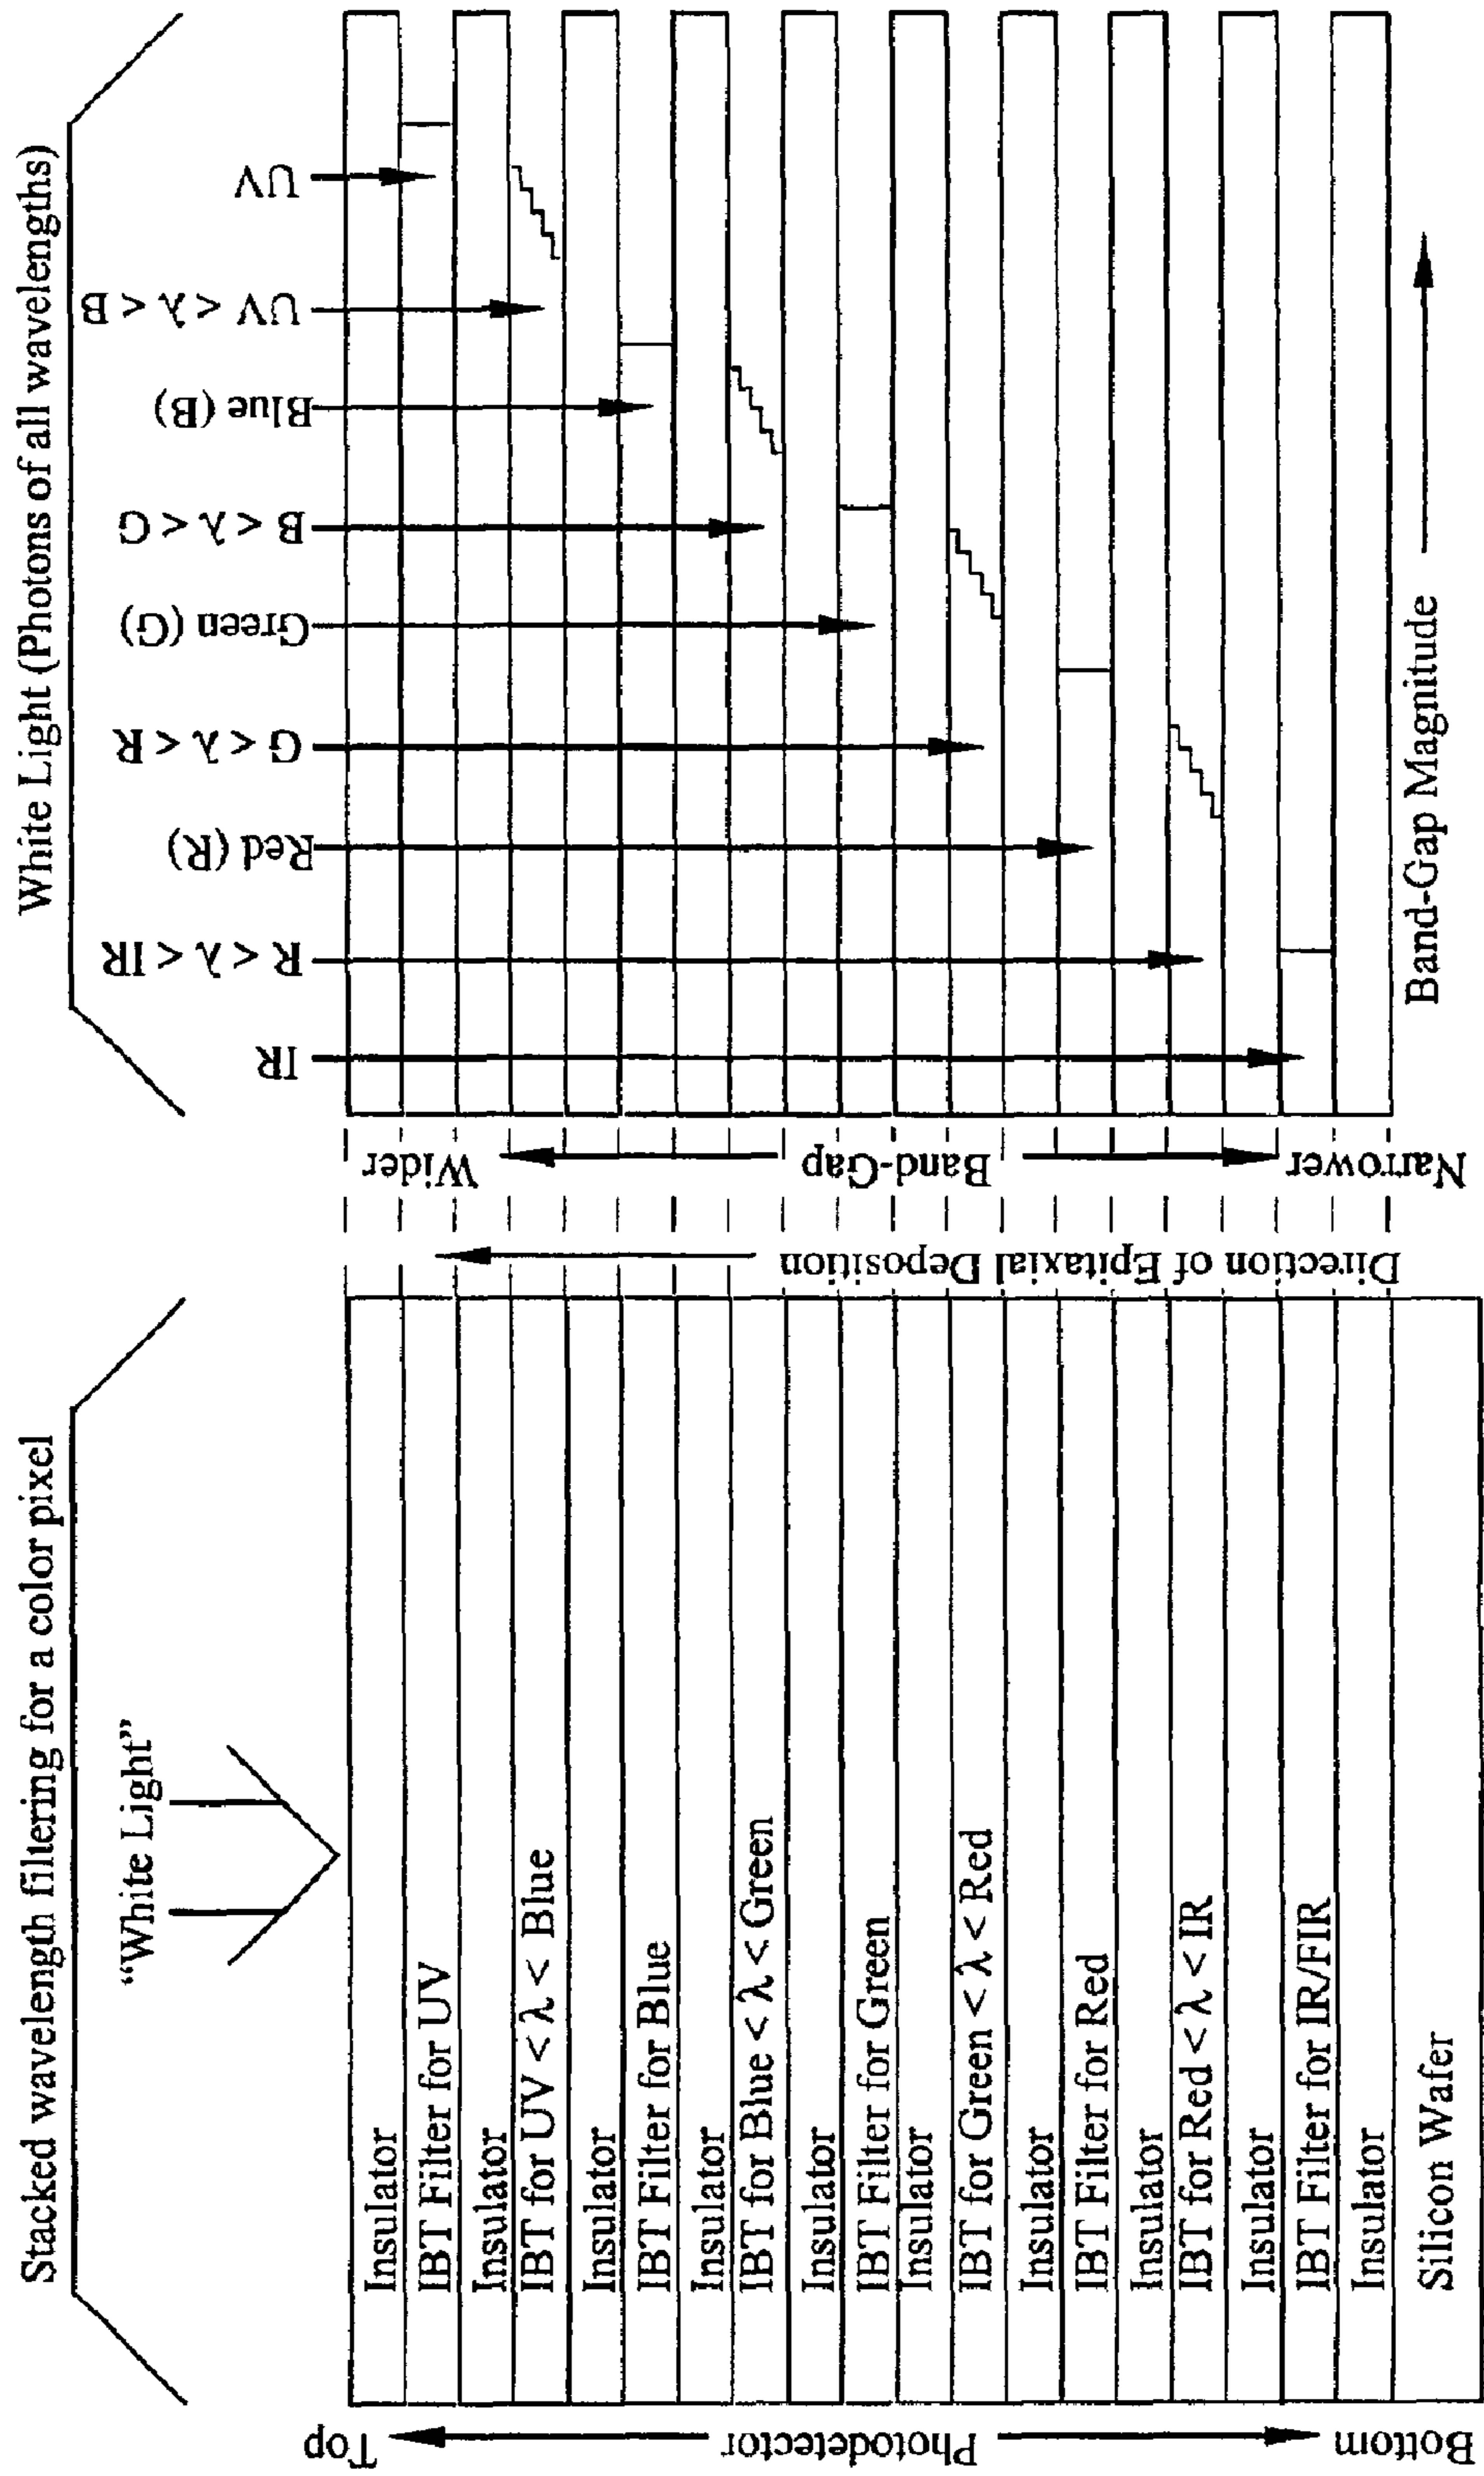 Stacked wavelength filtering for a color pixel
“White Light”
Top
Photodetector
Bottom
Insulator
IBT Filter for UV
Insulator
IBT for UV < λ < Blue
Insulator
IBT Filter for Blue
Insulator
IBT for Blue < λ < Green
Insulator
IBT Filter for Green
Insulator
IBT for Green < λ < Red
Insulator
IBT Filter for Red
Insulator
IBT for Red < λ < IR
Insulator
IBT Filter for IR/FIR
Insulator
Silicon Wafer
Direction of Epitaxial Deposition
White Light (Photons of all wavelengths)
IR
R < λ < IR
Red (R)
G < λ < R
Green (G)
B < λ < G
Blue (B)
UV < λ < B
UV
Wider
Band-Gap
Narrower
Band-Gap Magnitude